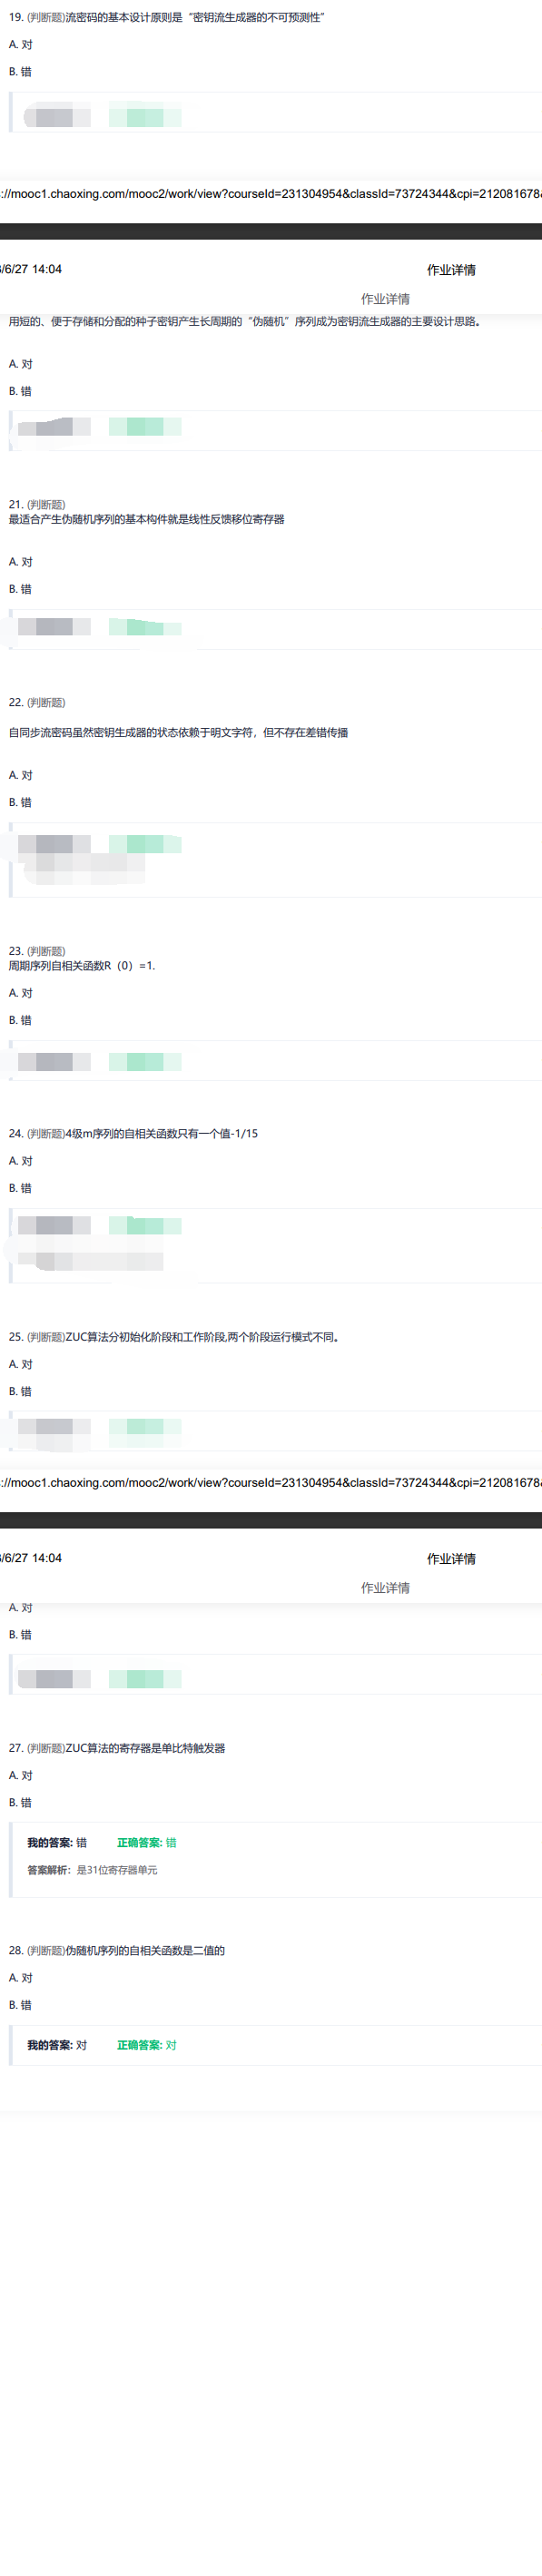 19. (判断题)流密码的基本设计原则是“密钥流生成器的不可预测性”
A. 对
B. 错
://mooc1.chaoxing.com/mooc2/work/view?courseId=231304954&classId=73724344&cpi=212081678&
/6/27 14:04
作业详情
作业详情
用短的、便于存储和分配的种子密钥产生长周期的“伪随机”序列成为密钥流生成器的主要设计思路。
A. 对
B. 错
21. (判断题)
最适合产生伪随机序列的基本构件就是线性反馈移位寄存器
A. 对
B. 错
22. (判断题)
自同步流密码虽然密钥生成器的状态依赖于明文字符，但不存在差错传播
A. 对
B. 错
23. (判断题)
周期序列自相关函数R（0）=1.
A. 对
B. 错
24. (判断题)4级m序列的自相关函数只有一个值-1/15
A. 对
B. 错
25. (判断题)ZUC算法分初始化阶段和工作阶段,两个阶段运行模式不同。
A. 对
B. 错
://mooc1.chaoxing.com/mooc2/work/view?courseId=231304954&classId=73724344&cpi=212081678&
/6/27 14:04
作业详情
作业详情
A. 对
B. 错
27. (判断题)ZUC算法的寄存器是单比特触发器
A. 对
B. 错
我的答案: 错 正确答案: 错
答案解析：是31位寄存器单元
28. (判断题)伪随机序列的自相关函数是二值的
A. 对
B. 错
我的答案: 对 正确答案: 对